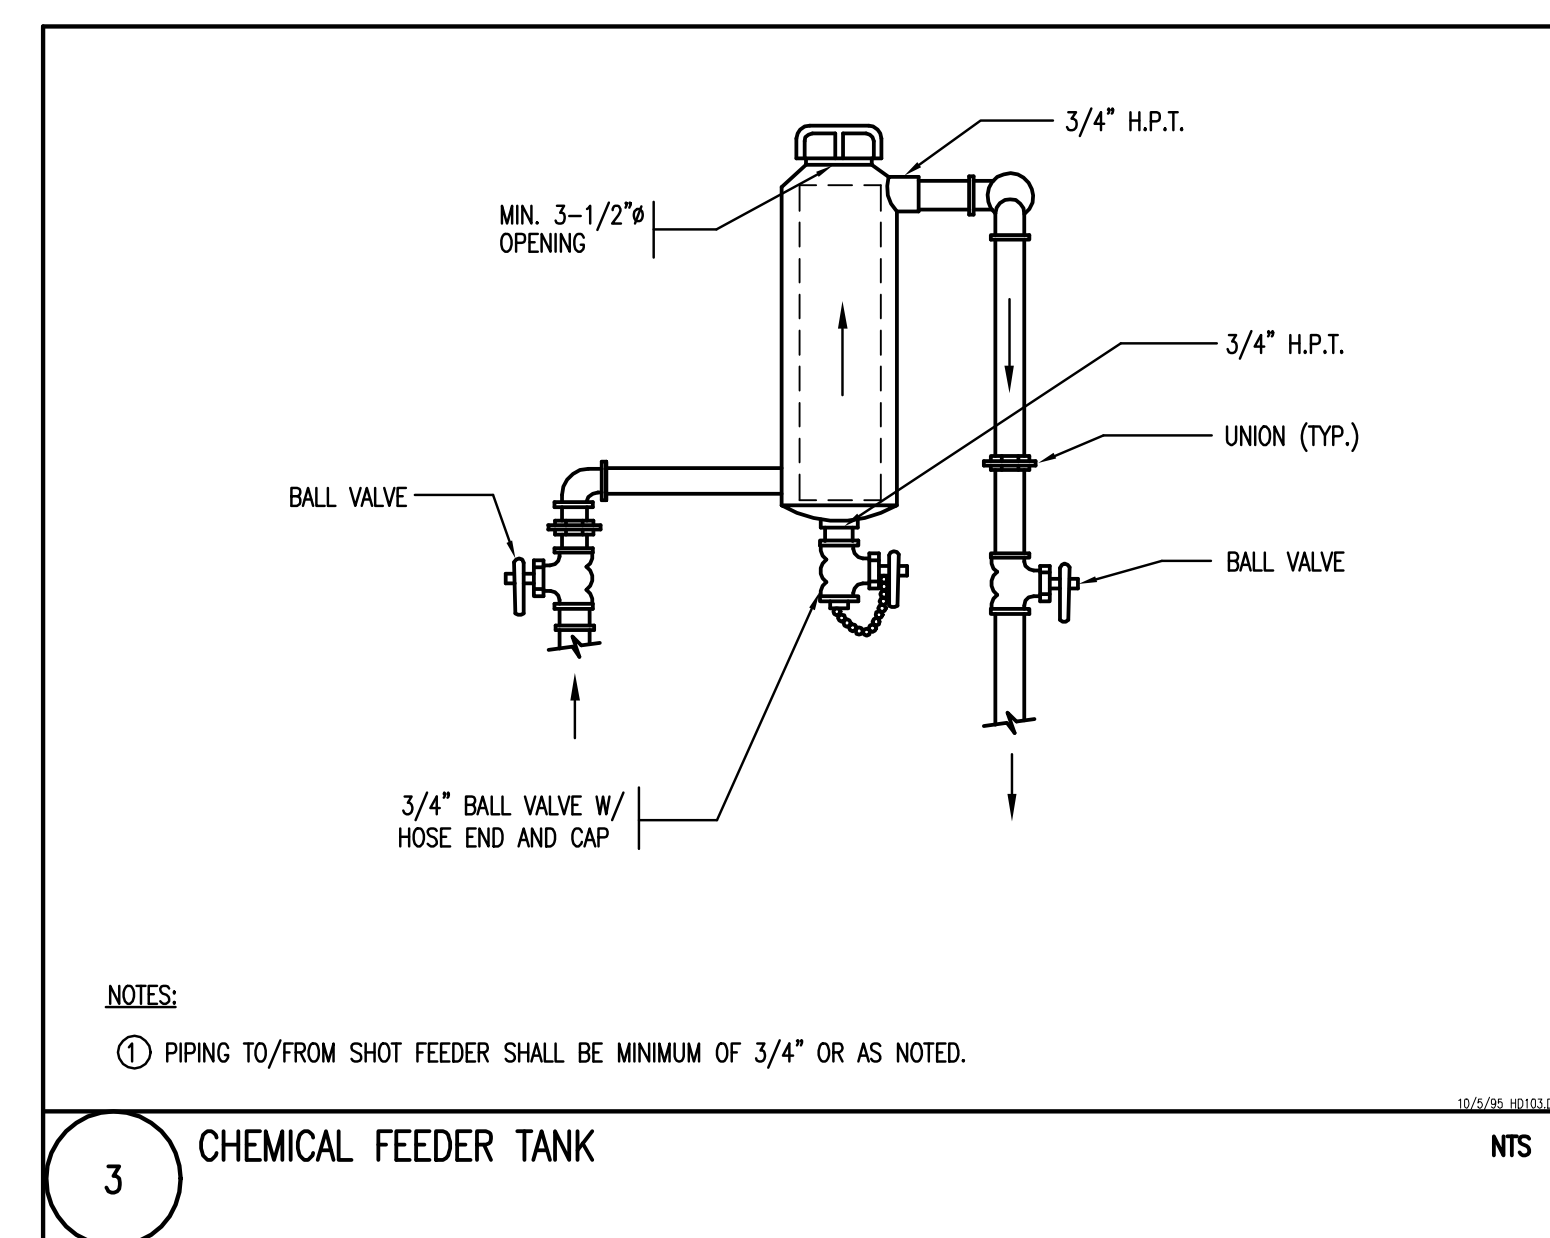 3/4" H.P.T.
MIN. 3-1/2"ø
OPENING
3/4" H.P.T.
UNION (TYP.)
BALL VALVE
BALL VALVE
3/4" BALL VALVE W/
HOSE END AND CAP
NOTES:
1 PIPING TO/FROM SHOT FEEDER SHALL BE MINIMUM OF 3/4" OR AS NOTED.
10/5/95 HD103.D
3 CHEMICAL FEEDER TANK
NTS